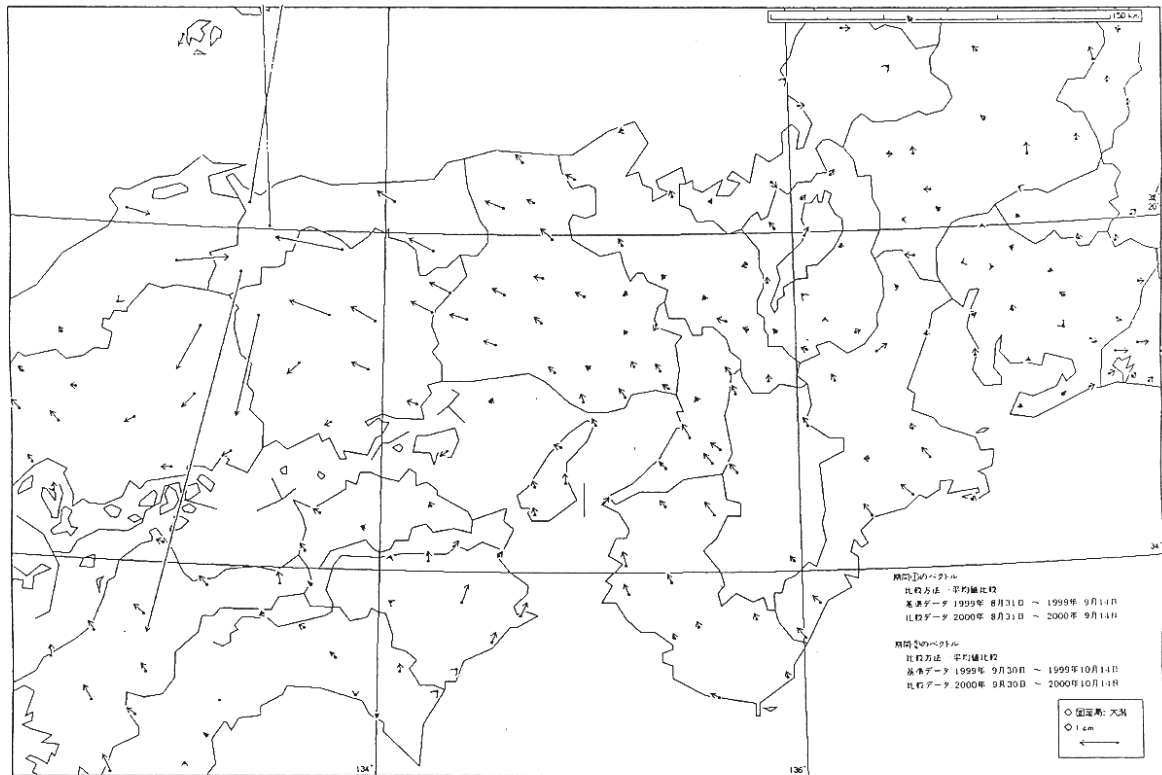 150 km
36°
20'
34°
期間①のベクトル
比較方法 平均値比較
基準データ 1999年 8月31日 ～ 1999年 9月14日
比較データ 2000年 8月31日 ～ 2000年 9月14日
期間②のベクトル
比較方法 平均値比較
基準データ 1999年 9月30日 ～ 1999年10月14日
比較データ 2000年 9月30日 ～ 2000年10月14日
◇ 固定局: 大潟
◇ 1 cm
134°
136°